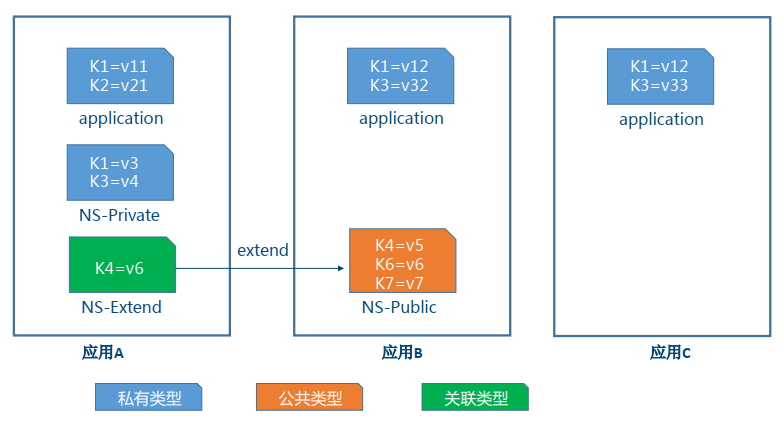 K1=v11
K2=v21
application
K1=v3
K3=v4
NS-Private
K4=v6
NS-Extend
应用A
extend
K1=v12
K3=v32
application
K4=v5
K6=v6
K7=v7
NS-Public
应用B
K1=v12
K3=v33
application
应用C
私有类型
公共类型
关联类型